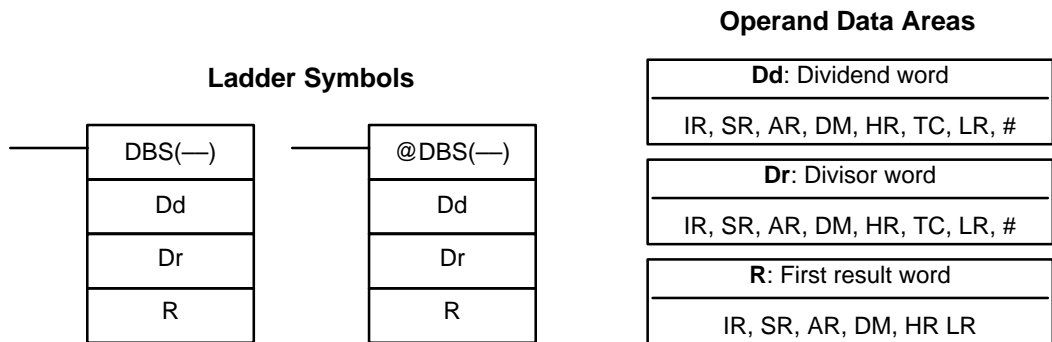 Ladder Symbols
DBS(—)
Dd
Dr
R
@DBS(—)
Dd
Dr
R
Operand Data Areas
Dd: Dividend word
IR, SR, AR, DM, HR, TC, LR, #
Dr: Divisor word
IR, SR, AR, DM, HR, TC, LR, #
R: First result word
IR, SR, AR, DM, HR LR